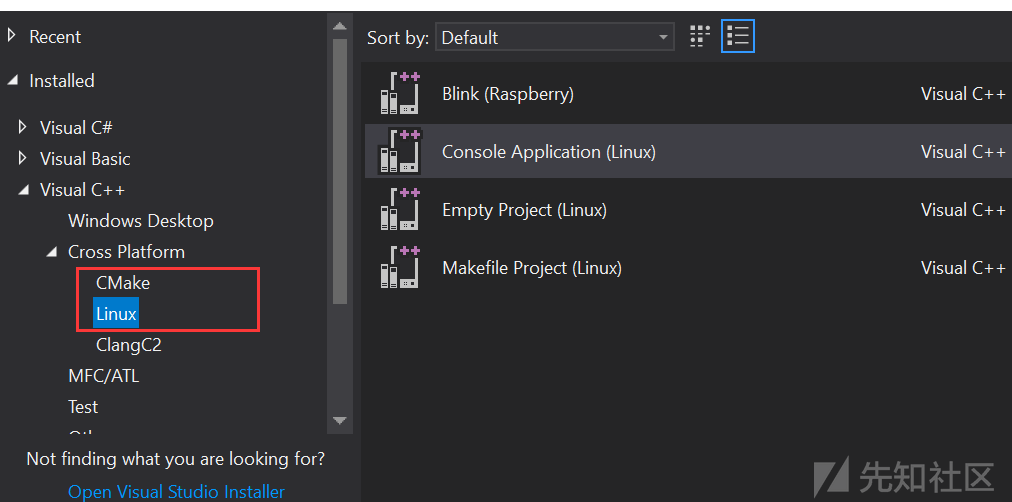 Recent
Installed
Visual C#
Visual Basic
Visual C++
Windows Desktop
Cross Platform
CMake
Linux
ClangC2
MFC/ATL
Test
Not finding what you are looking for?
Open Visual Studio Installer
Sort by: Default
Blink (Raspberry) Visual C++
Console Application (Linux) Visual C++
Empty Project (Linux) Visual C++
Makefile Project (Linux) Visual C++
先知社区